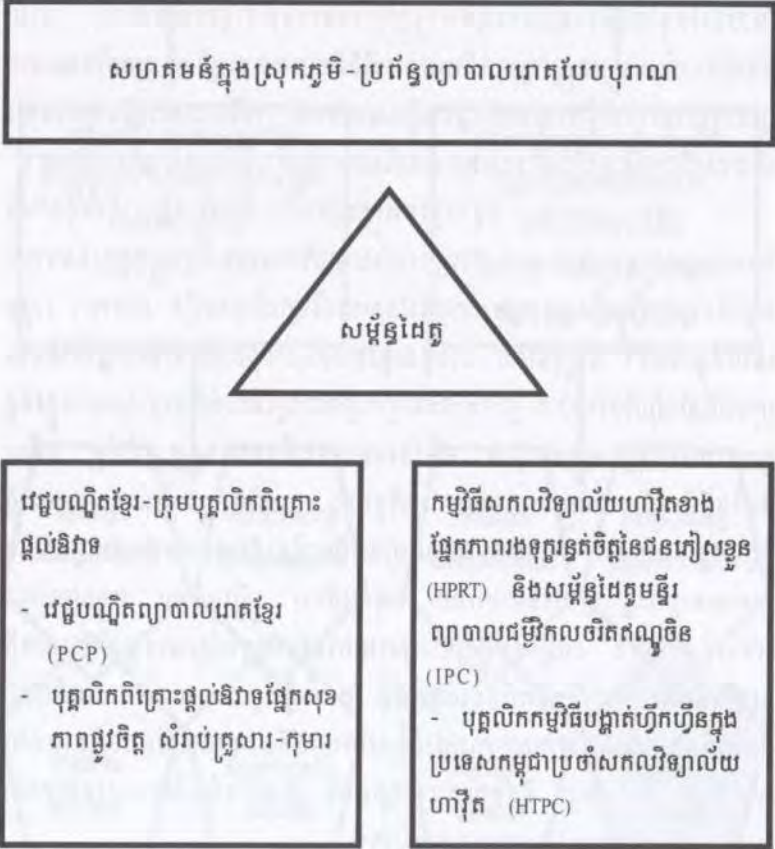 សហគមន៍ក្នុងស្រុកភូមិ-ប្រព័ន្ធព្យាបាលរោគបែបបុរាណ
សម្ព័ន្ធដៃគូ
វេជ្ជបណ្ឌិតខ្មែរ-ក្រុមបុគ្គលិកពិគ្រោះ
ផ្ដល់ឱវាទ
- វេជ្ជបណ្ឌិតព្យាបាលរោគខ្មែរ
(PCP)
- បុគ្គលិកពិគ្រោះផ្ដល់ឱវាទផ្នែកសុខ
ភាពផ្លូវចិត្ត សំរាប់គ្រួសារ-កុមារ
កម្មវិធីសកលវិទ្យាល័យហាវ៉ីតខាង
ផ្នែកភាពរងទុក្ខរន្ធត់ចិត្តនៃជនភៀសខ្លួន
(HPRT) និងសម្ព័ន្ធដៃគូមន្ទីរ
ព្យាបាលជម្ងឺវិកលចរិតឥណ្ឌូចិន
(IPC)
- បុគ្គលិកកម្មវិធីបង្ហាត់ហ្វឹកហ្វឺនក្នុង
ប្រទេសកម្ពុជាប្រចាំសកលវិទ្យាល័យ
ហាវ៉ីត (HTPC)